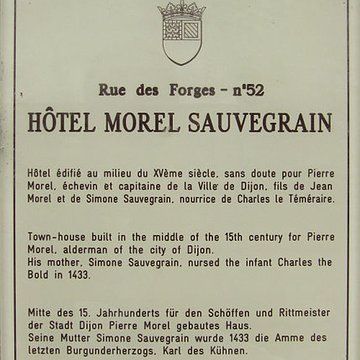 Rue des Forges - n°52
HÔTEL MOREL SAUVEGRAIN
Hôtel édifié au milieu du XVème siècle, sans doute pour Pierre
Morel, échevin et capitaine de la Ville de Dijon, fils de Jean
Morel et de Simone Sauvegrain, nourrice de Charles le Téméraire.
Town-house built in the middle of the 15th century for Pierre
Morel, alderman of the city of Dijon.
His mother, Simone Sauvegrain, nursed the infant Charles the
Bold in 1433.
Mitte des 15. Jahrhunderts für den Schöffen und Rittmeister
der Stadt Dijon Pierre Morel gebautes Haus.
Seine Mutter Simone Sauvegrain wurde 1433 die Amme des
letzten Burgunderherzogs, Karl des Kühnen.